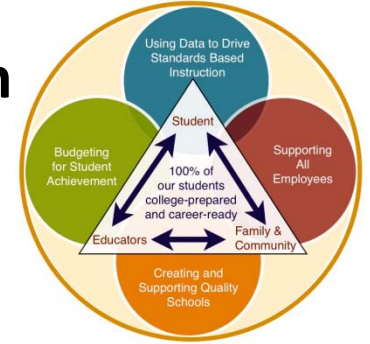 n
Using Data to Drive
Standards Based
Instruction
Student
Budgeting
for Student
Achievement
100% of
our students
college-prepared
and career-ready
Supporting
All
Employees
Educators
Family &
Community
Creating and
Supporting Quality
Schools